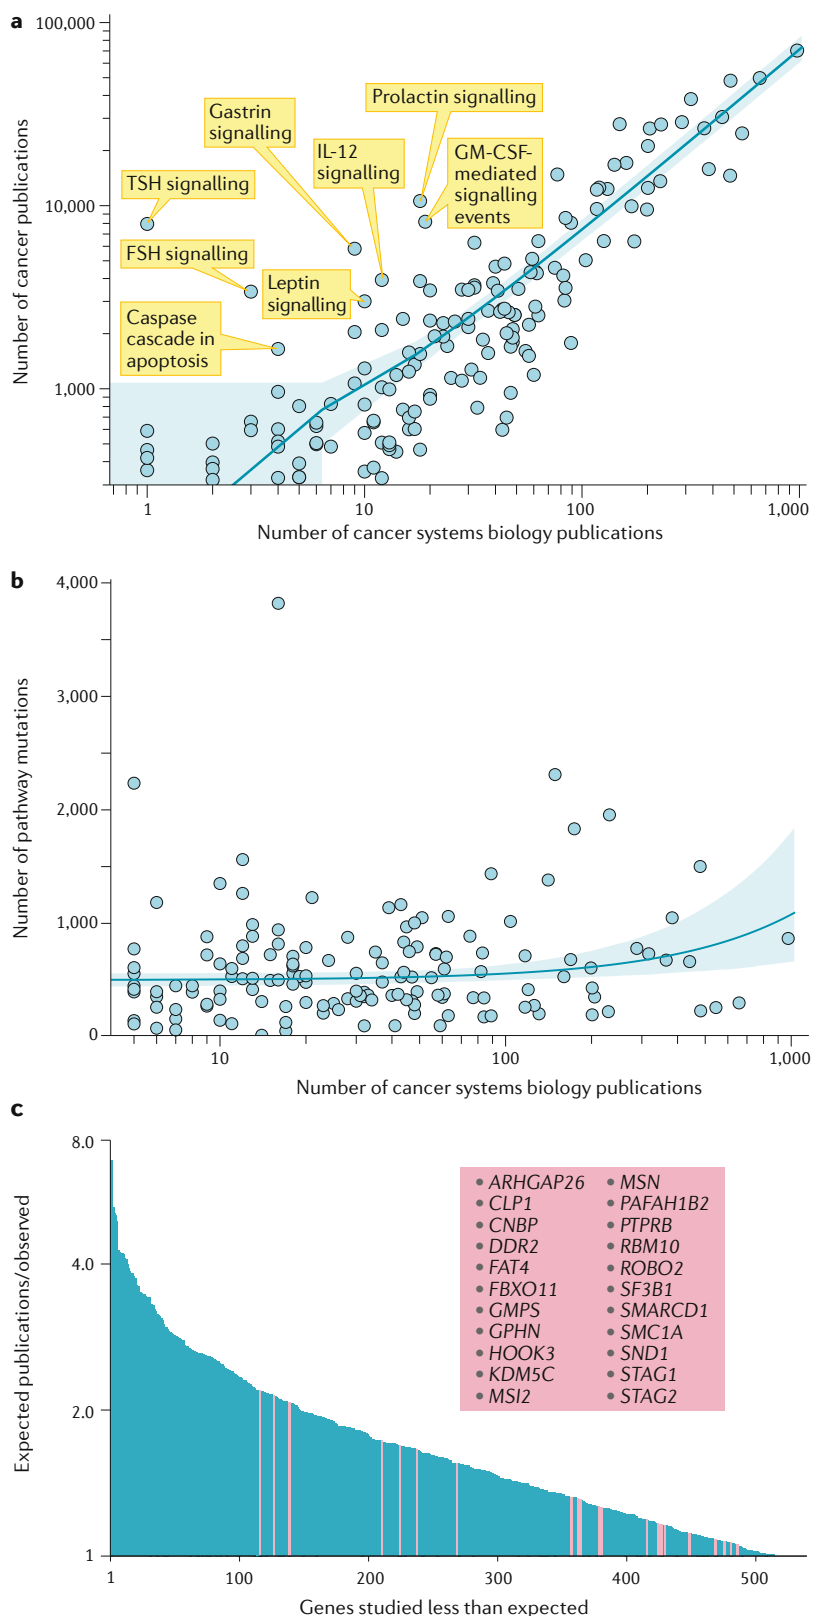 a
100,000
10,000
1,000
Number of cancer publications
TSH signalling
FSH signalling
Caspase
cascade in
apoptosis
Gastrin
signalling
Leptin
signalling
IL-12
signalling
Prolactin signalling
GM-CSF-
mediated
signalling
events
1
10
100
1,000
Number of cancer systems biology publications
b
4,000
3,000
2,000
1,000
0
Number of pathway mutations
10
100
1,000
Number of cancer systems biology publications
c
8.0
4.0
2.0
1
Expected publications/observed
• ARHGAP26
• CLP1
• CNBP
• DDR2
• FAT4
• FBXO11
• GMPS
• GPHN
• HOOK3
• KDM5C
• MSI2
• MSN
• PAFAH1B2
• PTPRB
• RBM10
• ROBO2
• SF3B1
• SMARCD1
• SMC1A
• SND1
• STAG1
• STAG2
1
100
200
300
400
500
Genes studied less than expected